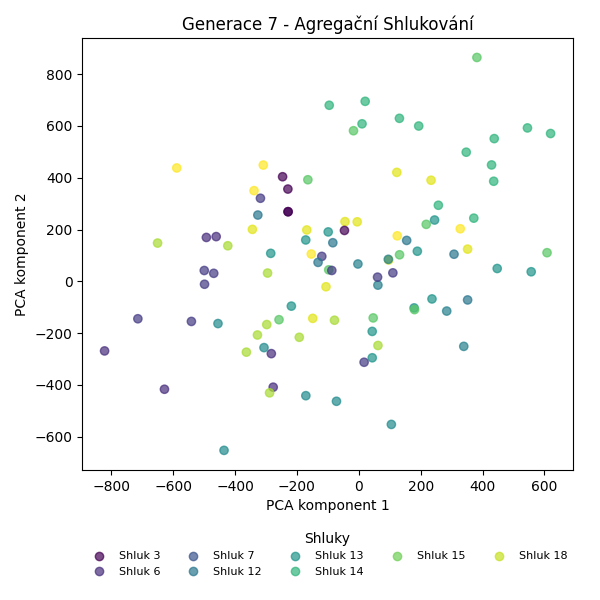 Generace 7 - Agregační Shlukování
PCA komponent 2
800
600
400
200
0
−200
−400
−600
−800 −600 −400 −200 0 200 400 600
PCA komponent 1
Shluky
Shluk 3 Shluk 7 Shluk 13 Shluk 15 Shluk 18
Shluk 6 Shluk 12 Shluk 14